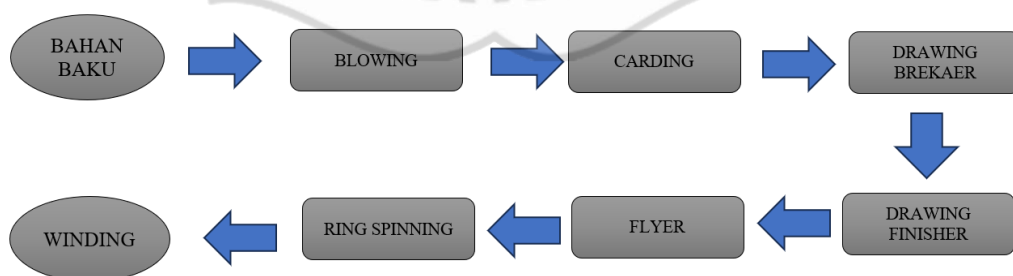 BAHAN
BAKU
BLOWING
CARDING
DRAWING
BREKAER
DRAWING
FINISHER
FLYER
RING SPINNING
WINDING